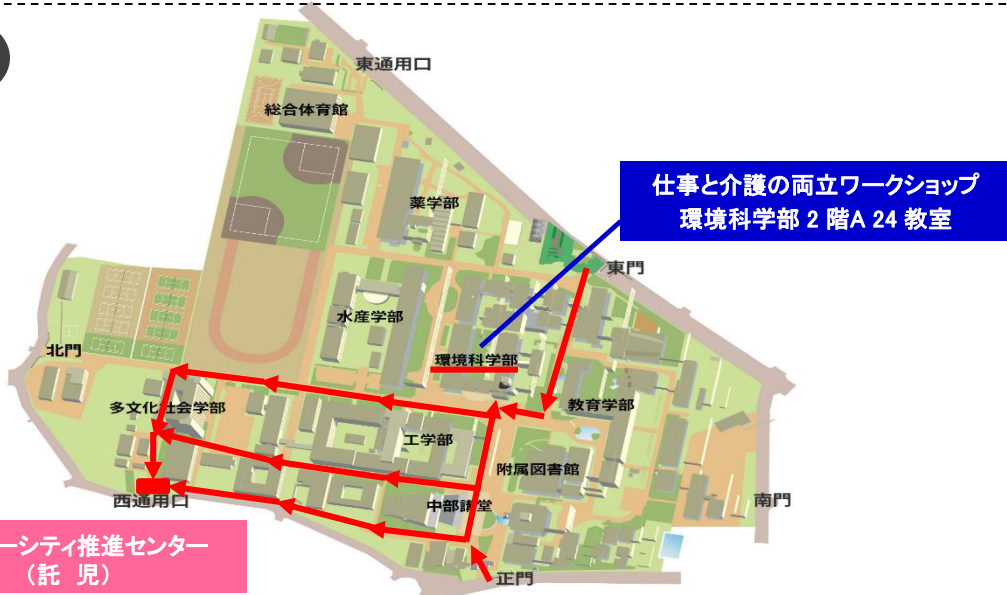 東通用口
総合体育館
仕事と介護の両立ワークショップ
環境科学部 2 階A 24 教室
薬学部
東門
水産学部
北門
環境科学部
多文化社会学部
教育学部
工学部
附属図書館
中部講堂
西通用口
南門
ーシティ推進センター
（託 児）
正門